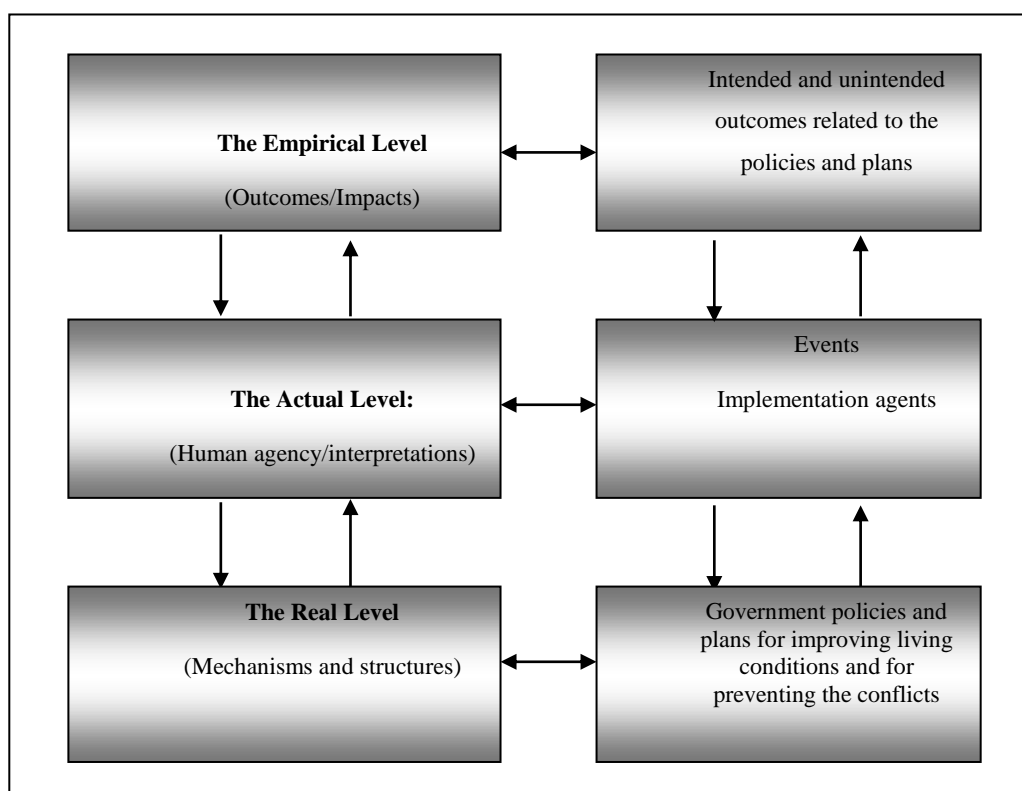 The Empirical Level
(Outcomes/Impacts)
Intended and unintended
outcomes related to the
policies and plans
The Actual Level:
(Human agency/interpretations)
Events
Implementation agents
The Real Level
(Mechanisms and structures)
Government policies and
plans for improving living
conditions and for
preventing the conflicts